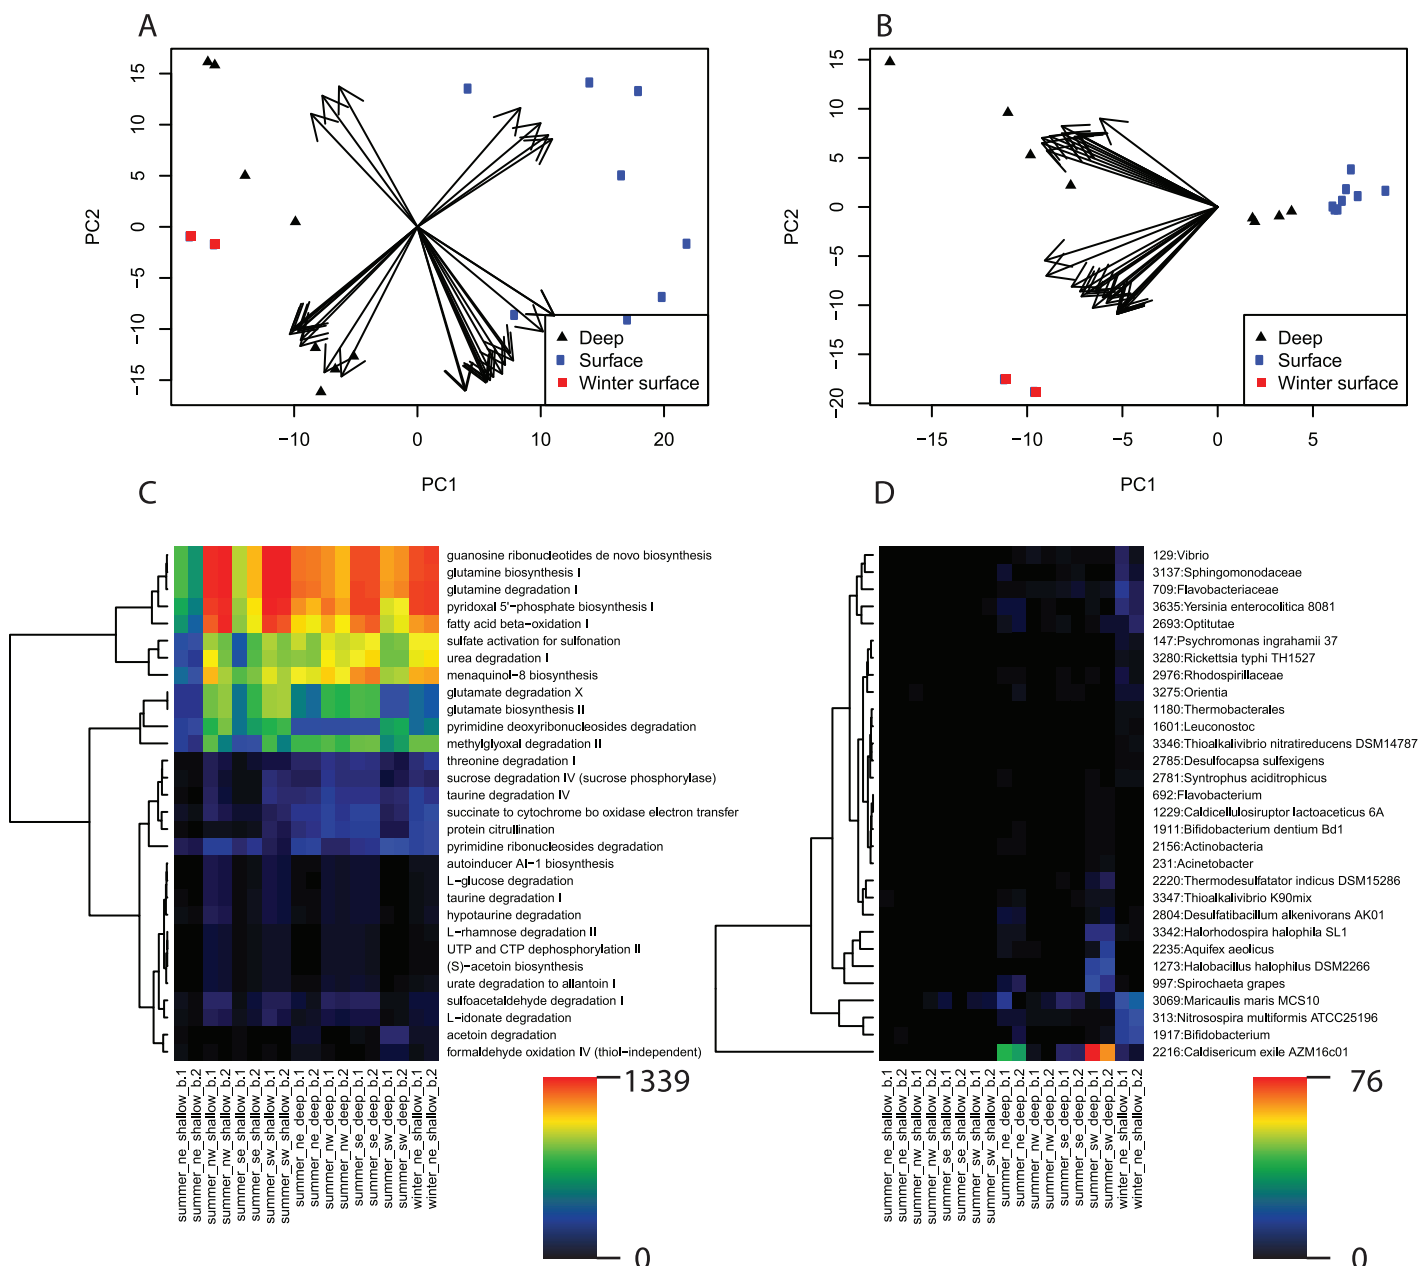 A
15
10
5
0
−5
−10
−15
PC2
−10
0
10
20
PC1
Deep
Surface
Winter surface
B
15
10
5
0
−5
−10
−15
−20
PC2
−15
−10
−5
0
5
PC1
Deep
Surface
Winter surface
C
guanosine ribonucleotides de novo biosynthesis
glutamine biosynthesis I
glutamine degradation I
pyridoxal 5'−phosphate biosynthesis I
fatty acid beta−oxidation I
sulfate activation for sulfonation
urea degradation I
menaquinol−8 biosynthesis
glutamate degradation X
glutamate biosynthesis II
pyrimidine deoxyribonucleosides degradation
methylglyoxal degradation II
threonine degradation I
sucrose degradation IV (sucrose phosphorylase)
taurine degradation IV
succinate to cytochrome bo oxidase electron transfer
protein citrullination
pyrimidine ribonucleosides degradation
autoinducer AI−1 biosynthesis
L−glucose degradation
taurine degradation I
hypotaurine degradation
L−rhamnose degradation II
UTP and CTP dephosphorylation II
(S)−acetoin biosynthesis
urate degradation to allantoin I
sulfoacetaldehyde degradation I
L−idonate degradation
acetoin degradation
formaldehyde oxidation IV (thiol−independent)
summer_ne_shallow_b.1
summer_ne_shallow_b.2
summer_nw_shallow_b.1
summer_nw_shallow_b.2
summer_se_shallow_b.1
summer_se_shallow_b.2
summer_sw_shallow_b.1
summer_sw_shallow_b.2
summer_ne_deep_b.1
summer_ne_deep_b.2
summer_nw_deep_b.1
summer_nw_deep_b.2
summer_se_deep_b.1
summer_se_deep_b.2
summer_sw_deep_b.1
summer_sw_deep_b.2
winter_ne_shallow_b.1
winter_ne_shallow_b.2
1339
0
D
129:Vibrio
3137:Sphingomonodaceae
709:Flavobacteriaceae
3635:Yersinia enterocolitica 8081
2693:Optitutae
147:Psychromonas ingrahamii 37
3280:Rickettsia typhi TH1527
2976:Rhodospirillaceae
3275:Orientia
1180:Thermobacterales
1601:Leuconostoc
3346:Thioalkalivibrio nitratireducens DSM14787
2785:Desulfocapsa sulfexigens
2781:Syntrophus aciditrophicus
692:Flavobacterium
1229:Caldicellulosiruptor lactoaceticus 6A
1911:Bifidobacterium dentium Bd1
2156:Actinobacteria
231:Acinetobacter
2220:Thermodesulfatator indicus DSM15286
3347:Thioalkalivibrio K90mix
2804:Desulfatibacillum alkenivorans AK01
3342:Halorhodospira halophila SL1
2235:Aquifex aeolicus
1273:Halobacillus halophilus DSM2266
997:Spirochaeta grapes
3069:Maricaulis maris MCS10
313:Nitrosospira multiformis ATCC25196
1917:Bifidobacterium
2216:Caldisericum exile AZM16c01
summer_ne_shallow_b.1
summer_ne_shallow_b.2
summer_nw_shallow_b.1
summer_nw_shallow_b.2
summer_se_shallow_b.1
summer_se_shallow_b.2
summer_sw_shallow_b.1
summer_sw_shallow_b.2
summer_ne_deep_b.1
summer_ne_deep_b.2
summer_nw_deep_b.1
summer_nw_deep_b.2
summer_se_deep_b.1
summer_se_deep_b.2
summer_sw_deep_b.1
summer_sw_deep_b.2
winter_ne_shallow_b.1
winter_ne_shallow_b.2
76
0